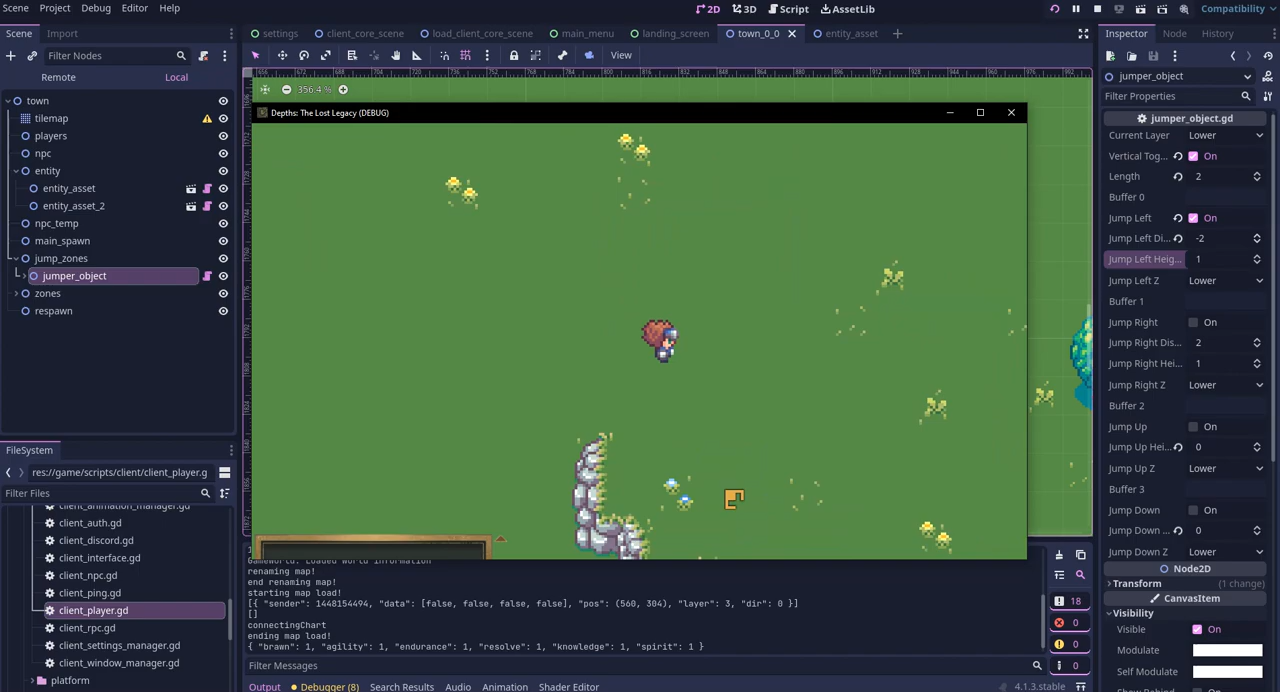 Scene Project Debug Editor Help
2D 3D Script AssetLib
Compatibility
Scene Import
settings client_core_scene load_client_core_scene main_menu landing_screen town_0_0 entity_asset
Inspector Node History
Filter Nodes
View
Remote Local
jumper_object
356.4 %
Filter Properties
Depths: The Lost Legacy (DEBUG)
town
tilemap
players
npc
entity
entity_asset
entity_asset_2
npc_temp
main_spawn
jump_zones
jumper_object
zones
respawn
jumper_object.gd
Current Layer Lower
Vertical Tog... On
Length 2
Buffer 0
Jump Left On
Jump Left Di... -2
Jump Left Heig... 1
Jump Left Z Lower
Buffer 1
Jump Right On
Jump Right Dis... 2
Jump Right Hei... 1
Jump Right Z Lower
Buffer 2
Jump Up On
Jump Up Hei... 0
Jump Up Z Lower
Buffer 3
Jump Down On
Jump Down ... 0
Jump Down Z Lower
Node2D
Transform (1 change)
CanvasItem
Visibility
Visible On
Modulate
Self Modulate
FileSystem
res://game/scripts/client/client_player.g
Filter Files
client_animation_manager.gd
client_auth.gd
client_discord.gd
client_interface.gd
client_npc.gd
client_ping.gd
client_player.gd
client_rpc.gd
client_settings_manager.gd
client_window_manager.gd
platform
GameWorld: Loaded World Information
renaming map!
end renaming map!
starting map load!
[{ "sender": 1448154494, "data": [false, false, false, false], "pos": (560, 304), "layer": 3, "dir": 0 }]
[]
connectingChart
ending map load!
{ "brawn": 1, "agility": 1, "endurance": 1, "resolve": 1, "knowledge": 1, "spirit": 1 }
18
0
0
0
Filter Messages
Output Debugger (8) Search Results Audio Animation Shader Editor 4.1.3.stable